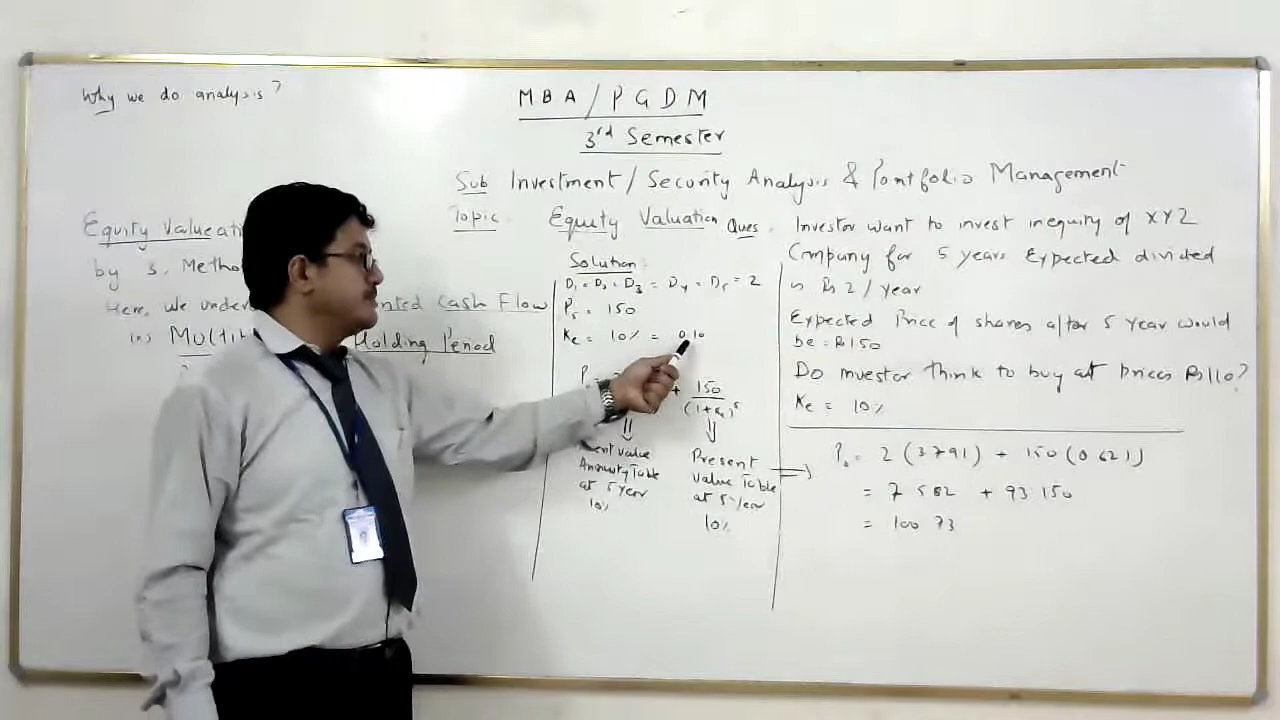 Why we do analysis?
MBA/PGDM
3rd Semester
Sub Investment/Security Analysis & Portfolio Management
Topic. Equity Valuation
Equity Valueati
by 3. Metho
Here, we under nted Cash Flow
Multi Holding Period
Solution:
D1 = D2 = D3 = D4 = D5 = 2
P5 = 150
Ke = 10% = 0.10
P
+ 150
(1+Ke)^5
ent value
Annuity Table
at 5 year
10%
Present
value Table
at 5 year
10%
Ques. Investor want to invest in equity of XYZ
Company for 5 years. Expected divided
is Rs 2/year
Expected Price of shares after 5 year would
be = Rs 150
Do investor think to buy at prices Rs 110?
Ke = 10%
P0 = 2 (3.791) + 150 (0.621)
= 7.582 + 93.150
= 100.73